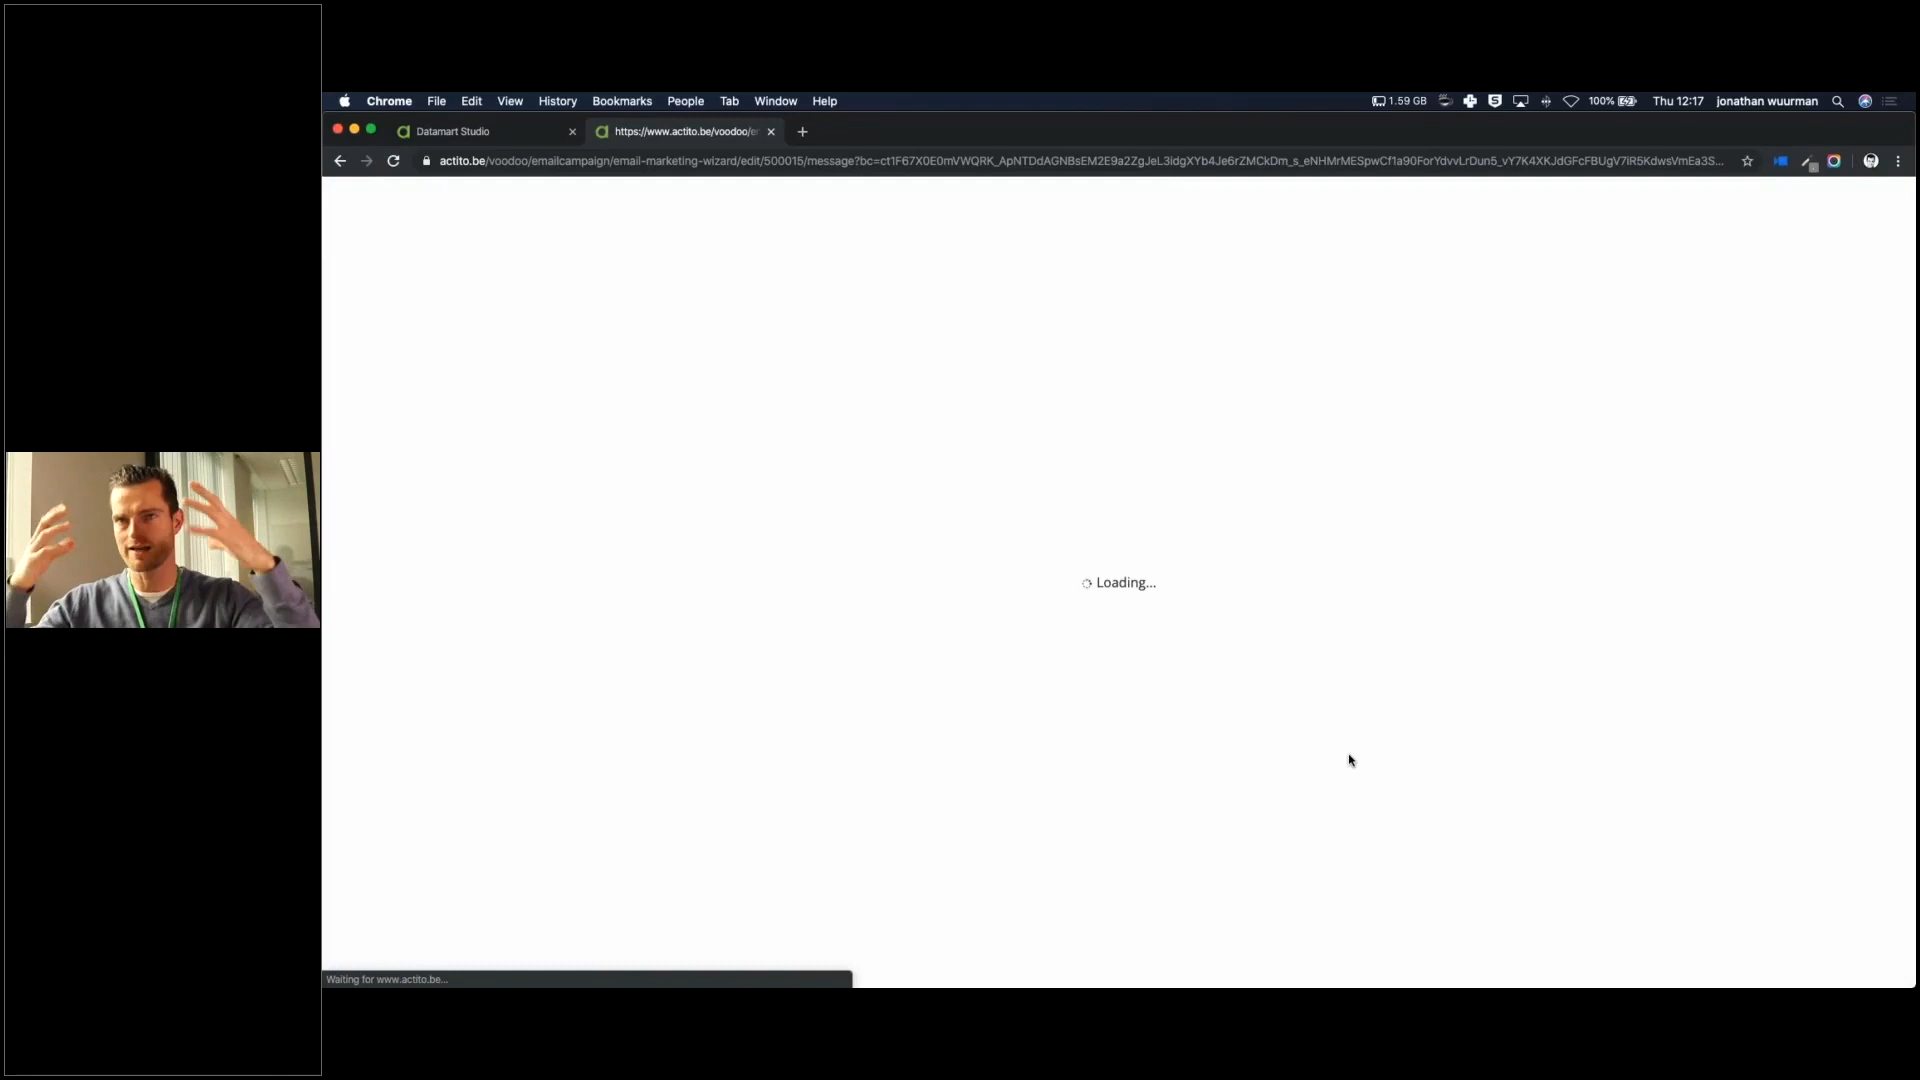 Chrome File Edit View History Bookmarks People Tab Window Help 1.59 GB 100% Thu 12:17 jonathan wuurman
Datamart Studio https://www.actito.be/voodoo/e
actito.be/voodoo/emailcampaign/email-marketing-wizard/edit/500015/message?bc=ct1F67X0E0mVWQRK_ApNTDdAGNBsEM2E9a2ZgJeL3idgXYb4Je6rZMCkDm_s_eNHMrMESpwCf1a90ForYdvvLrDun5_vY7K4XKJdGFcFBUgV7iR5KdwsVmEa3S...
Loading...
Waiting for www.actito.be...